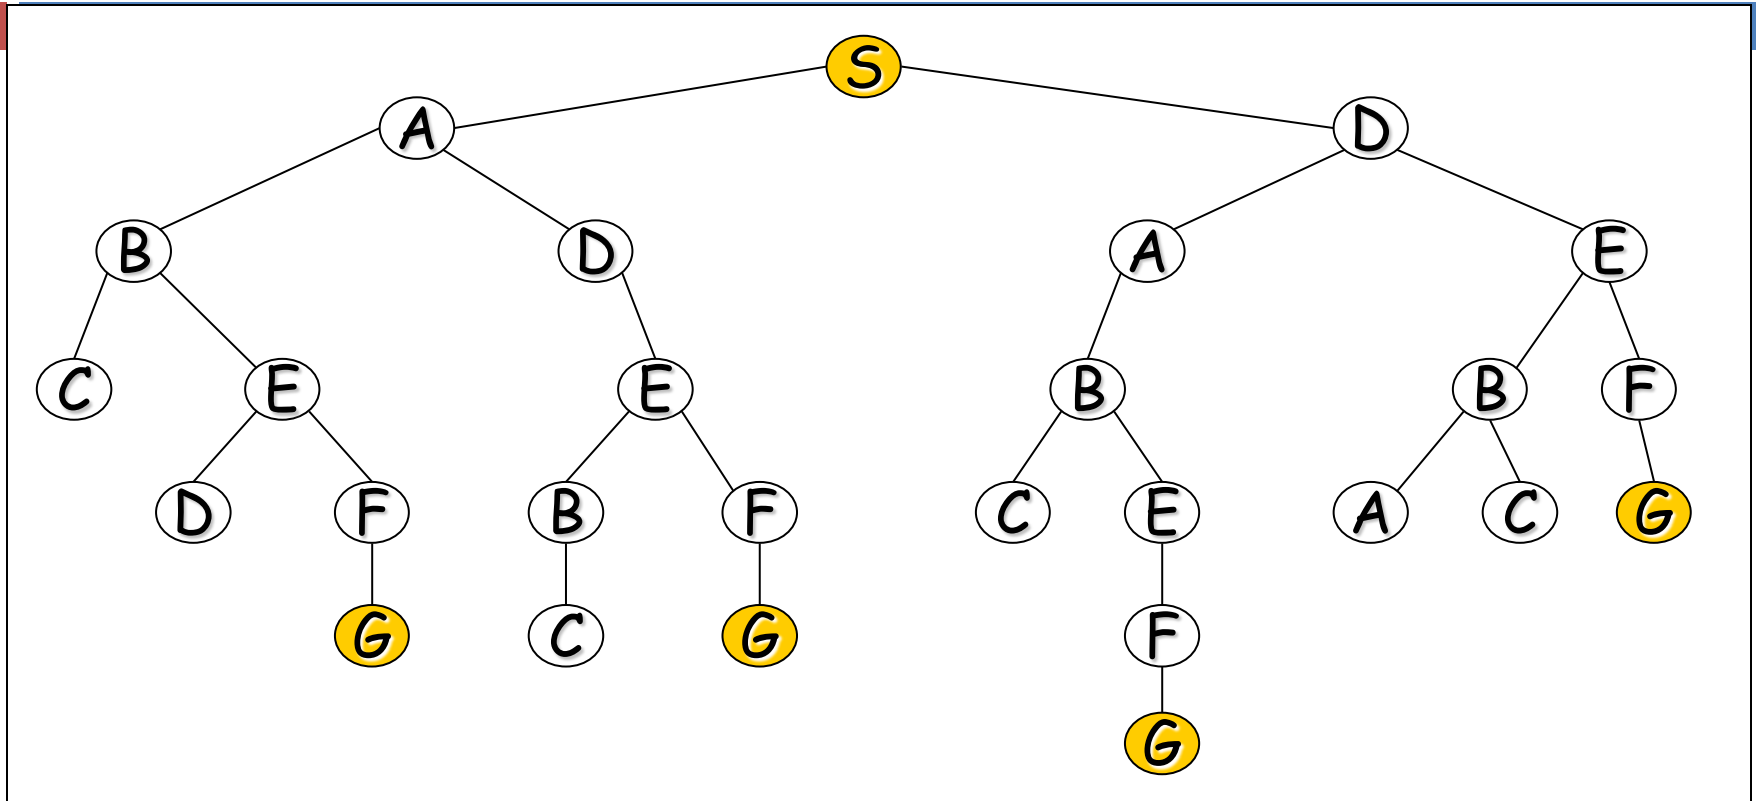 S
A D
B D A E
C E E B B F
D F B F C E A C G
G C G F
G